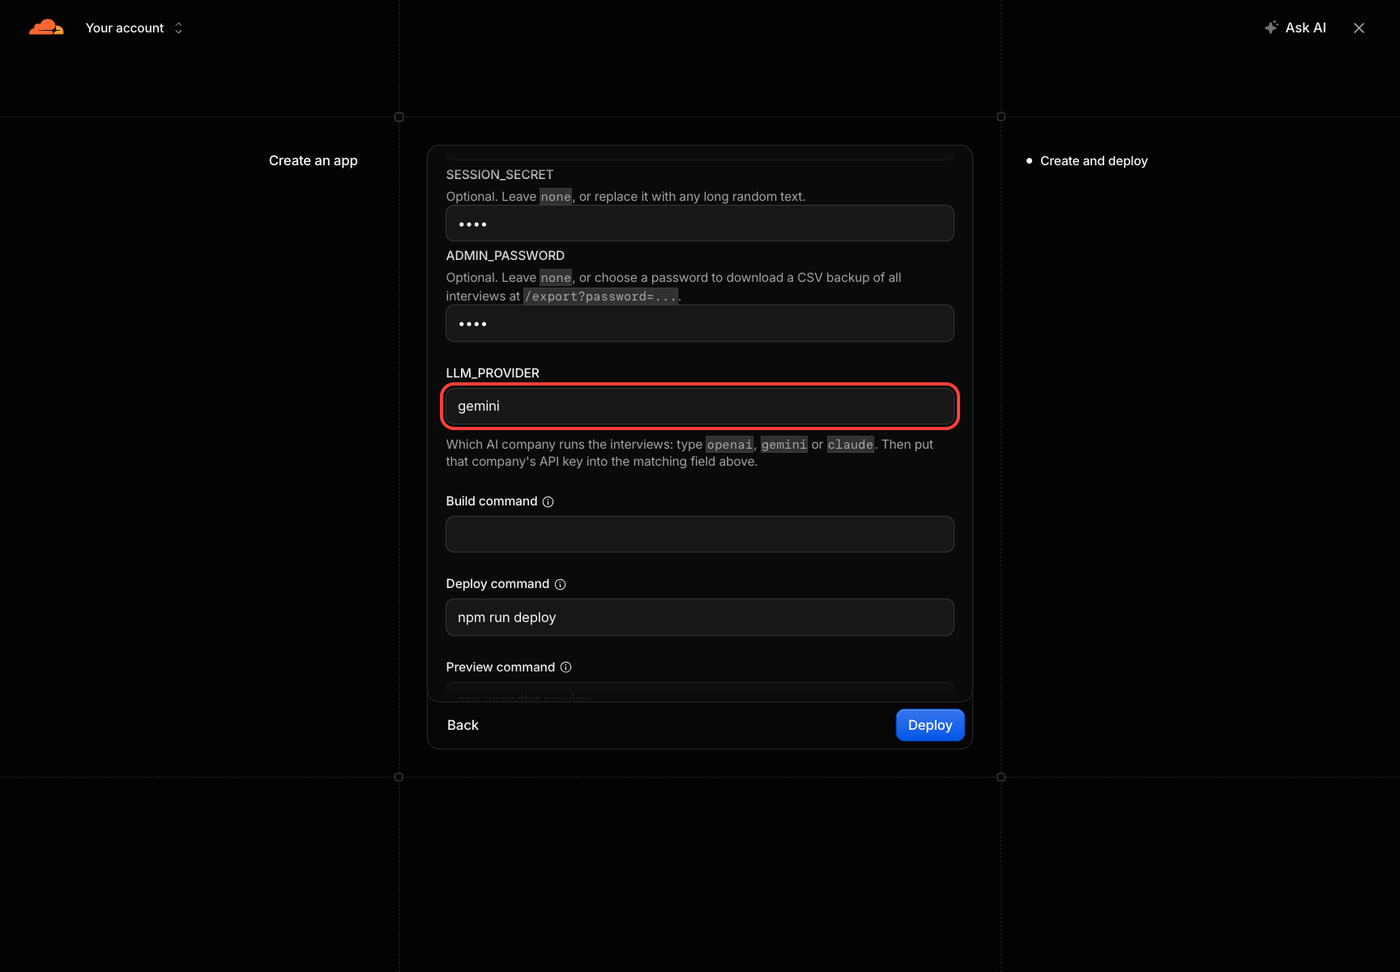 Your account
Ask AI
Create an app
Create and deploy
SESSION_SECRET
Optional. Leave none, or replace it with any long random text.
••••
ADMIN_PASSWORD
Optional. Leave none, or choose a password to download a CSV backup of all
interviews at /export?password=....
••••
LLM_PROVIDER
gemini
Which AI company runs the interviews: type openai, gemini or claude. Then put
that company's API key into the matching field above.
Build command
Deploy command
npm run deploy
Preview command
npx wrangler preview
Back
Deploy